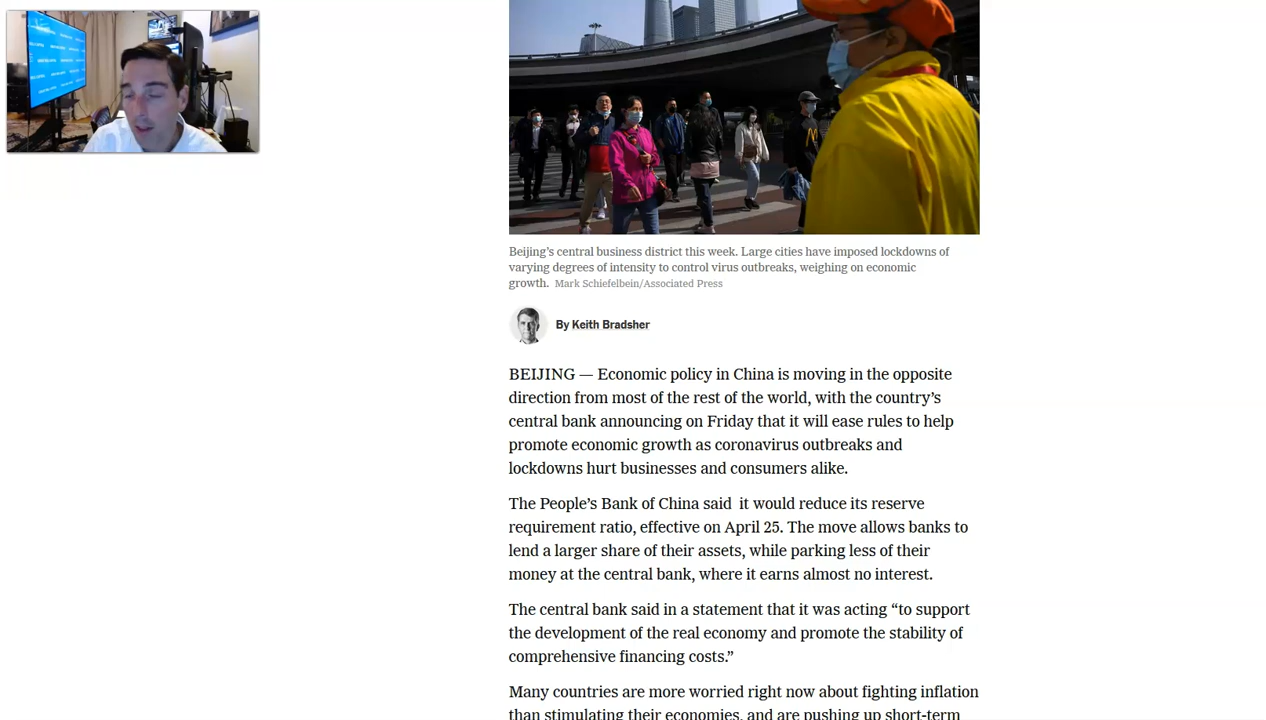 Beijing’s central business district this week. Large cities have imposed lockdowns of
varying degrees of intensity to control virus outbreaks, weighing on economic
growth. Mark Schiefelbein/Associated Press
By Keith Bradsher
BEIJING — Economic policy in China is moving in the opposite
direction from most of the rest of the world, with the country’s
central bank announcing on Friday that it will ease rules to help
promote economic growth as coronavirus outbreaks and
lockdowns hurt businesses and consumers alike.
The People’s Bank of China said  it would reduce its reserve
requirement ratio, effective on April 25. The move allows banks to
lend a larger share of their assets, while parking less of their
money at the central bank, where it earns almost no interest.
The central bank said in a statement that it was acting “to support
the development of the real economy and promote the stability of
comprehensive financing costs.”
Many countries are more worried right now about fighting inflation
than stimulating their economies, and are pushing up short-term